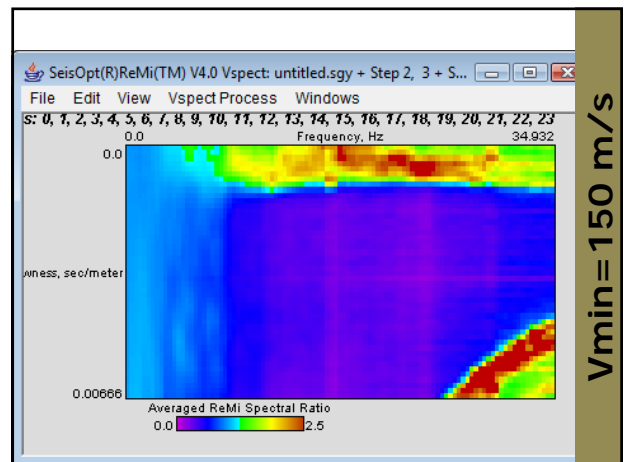 SeisOpt(R)ReMi(TM) V4.0 Vspect: untitled.sgy + Step 2, 3 + S...
File Edit View Vspect Process Windows
s: 0, 1, 2, 3, 4, 5, 6, 7, 8, 9, 10, 11, 12, 13, 14, 15, 16, 17, 18, 19, 20, 21, 22, 23
0.0 Frequency, Hz 34.932
0.0
wness, sec/meter
0.00666
Averaged ReMi Spectral Ratio
0.0 2.5
Vmin=150 m/s